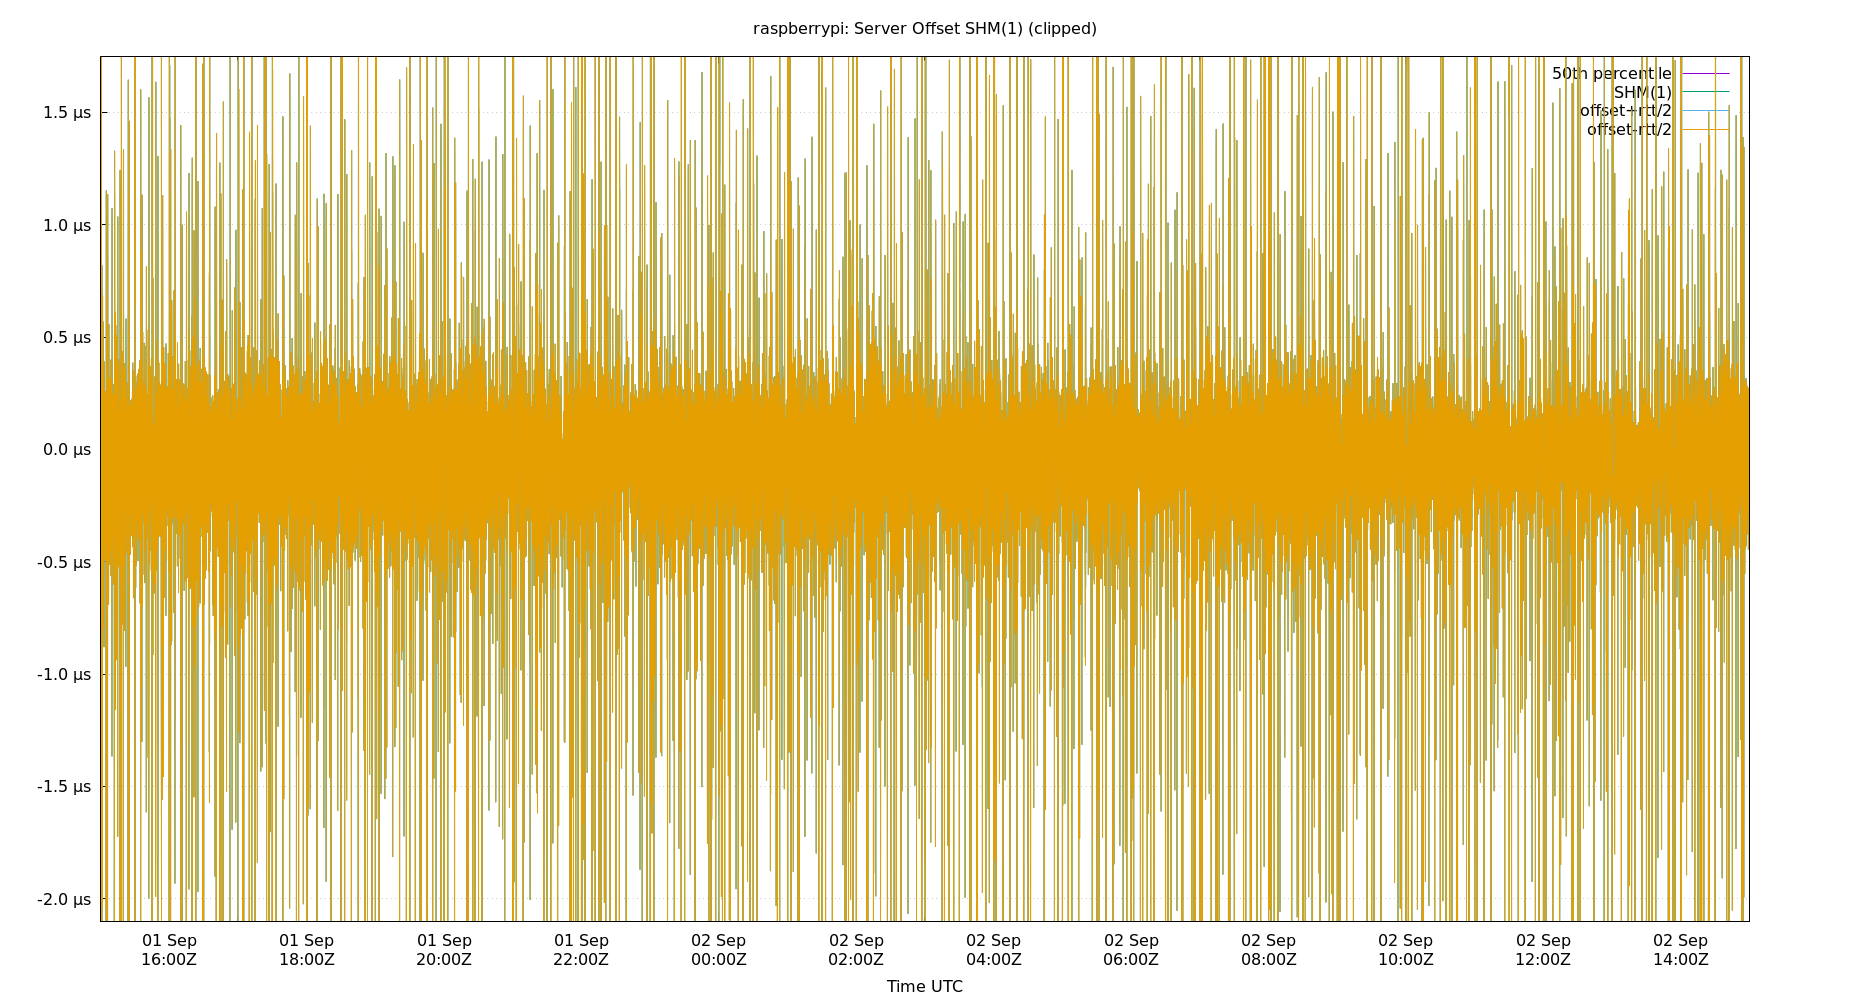 raspberrypi: Server Offset SHM(1) (clipped)
50th percentile
SHM(1)
offset+rtt/2
offset-rtt/2
1.5 µs
1.0 µs
0.5 µs
0.0 µs
-0.5 µs
-1.0 µs
-1.5 µs
-2.0 µs
01 Sep 01 Sep 01 Sep 01 Sep 02 Sep 02 Sep 02 Sep 02 Sep 02 Sep 02 Sep 02 Sep 02 Sep
16:00Z 18:00Z 20:00Z 22:00Z 00:00Z 02:00Z 04:00Z 06:00Z 08:00Z 10:00Z 12:00Z 14:00Z
Time UTC